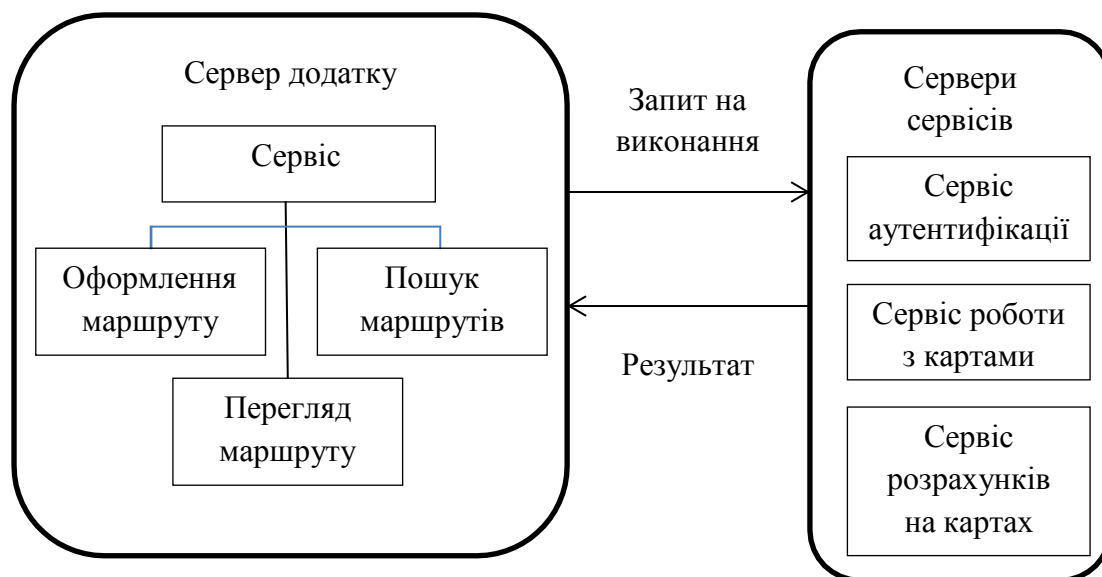 Сервер додатку
Сервіс
Оформлення
маршруту
Пошук
маршрутів
Перегляд
маршруту
Запит на
виконання
Результат
Сервери
сервісів
Сервіс
аутентифікації
Сервіс роботи
з картами
Сервіс
розрахунків
на картах